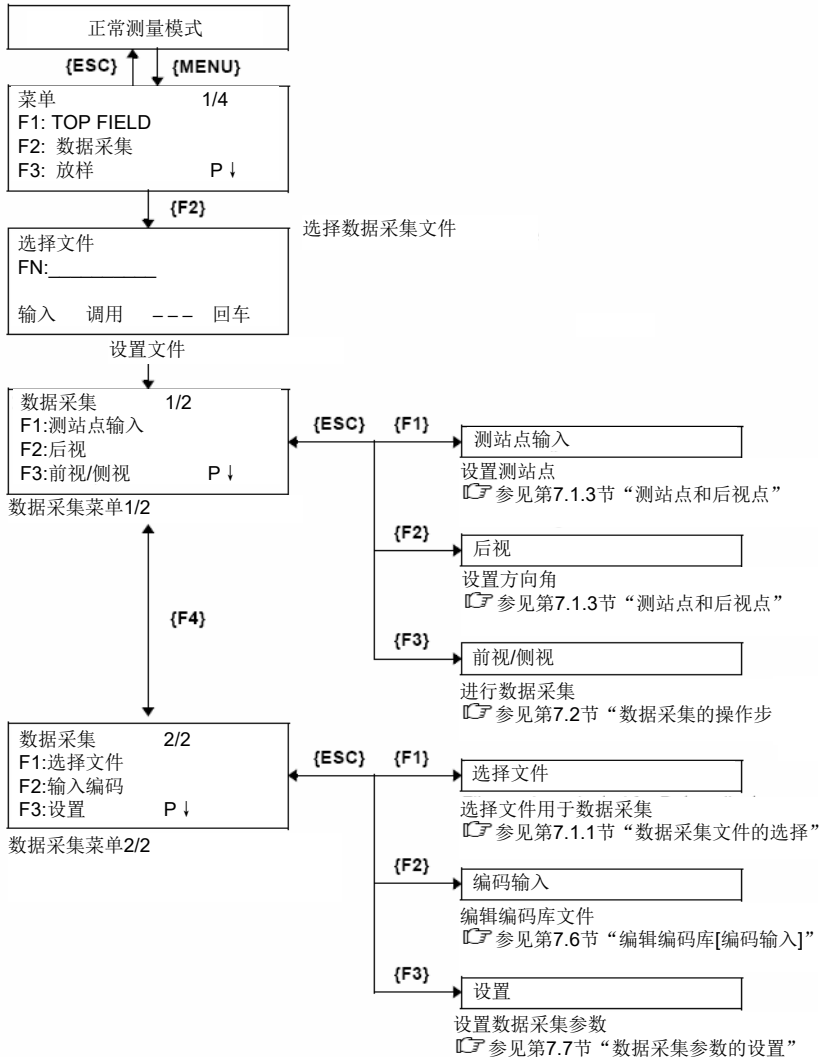 正常测量模式
{ESC} {MENU}
菜单 1/4
F1: TOP FIELD
F2: 数据采集
F3: 放样 P↓
{F2}
选择数据采集文件
选择文件
FN:__________
输入 调用 --- 回车
设置文件
数据采集 1/2
F1:测站点输入
F2:后视
F3:前视/侧视 P↓
数据采集菜单1/2
{ESC} {F1}
测站点输入
设置测站点
参见第7.1.3节“测站点和后视点”
{F2}
后视
设置方向角
参见第7.1.3节“测站点和后视点”
{F3}
前视/侧视
进行数据采集
参见第7.2节“数据采集的操作步
{F4}
数据采集 2/2
F1:选择文件
F2:输入编码
F3:设置 P↓
数据采集菜单2/2
{ESC} {F1}
选择文件
选择文件用于数据采集
参见第7.1.1节“数据采集文件的选择”
{F2}
编码输入
编辑编码库文件
参见第7.6节“编辑编码库[编码输入]”
{F3}
设置
设置数据采集参数
参见第7.7节“数据采集参数的设置”